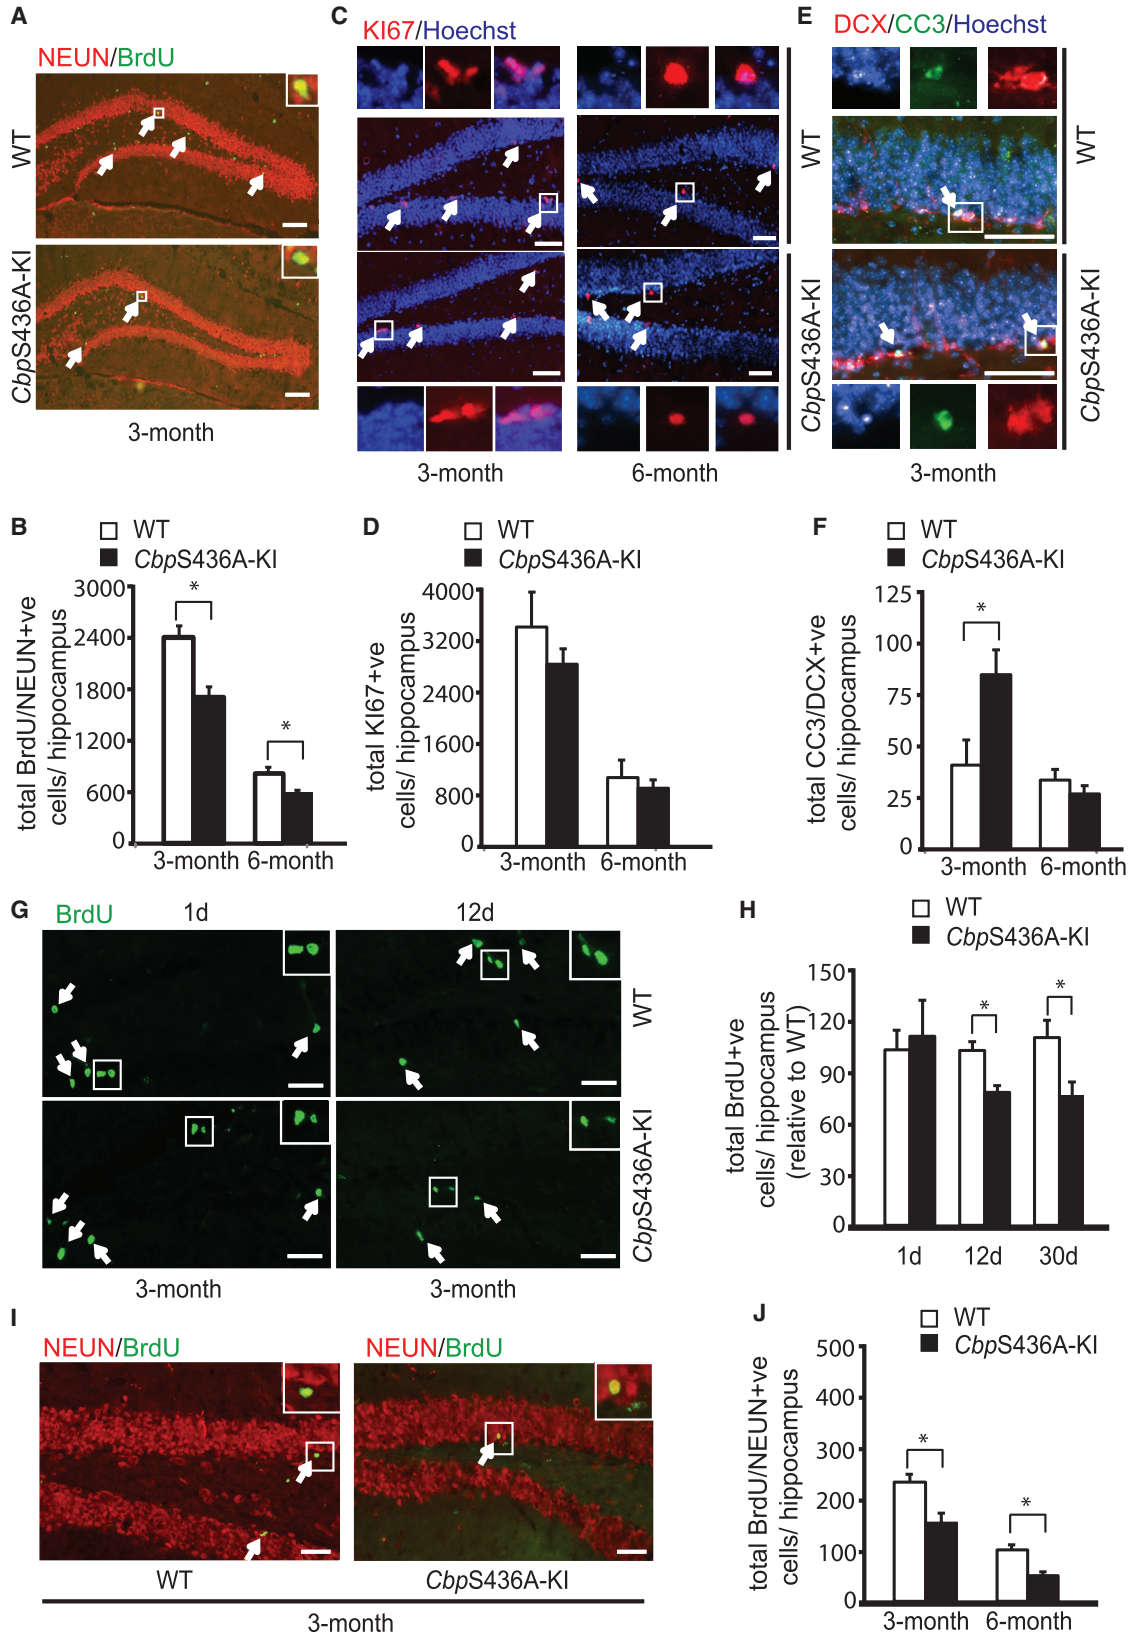 A
NEUN/BrdU
WT
CbpS436A-KI
3-month
C
KI67/Hoechst
WT
CbpS436A-KI
3-month
6-month
E
DCX/CC3/Hoechst
WT
CbpS436A-KI
3-month
B
WT
CbpS436A-KI
total BrdU/NEUN+ve
cells/ hippocampus
3000
2400
1800
1200
600
0
*
*
3-month 6-month
D
WT
CbpS436A-KI
total KI67+ve
cells/ hippocampus
4000
3200
2400
1600
800
0
3-month 6-month
F
WT
CbpS436A-KI
total CC3/DCX+ve
cells/ hippocampus
125
100
75
50
25
0
*
3-month 6-month
G
BrdU
1d
12d
WT
CbpS436A-KI
3-month
3-month
H
WT
CbpS436A-KI
total BrdU+ve
cells/ hippocampus
(relative to WT)
150
120
90
60
30
0
*
*
1d 12d 30d
I
NEUN/BrdU
NEUN/BrdU
WT
CbpS436A-KI
3-month
J
WT
CbpS436A-KI
total BrdU/NEUN+ve
cells/ hippocampus
500
400
300
200
100
0
*
*
3-month 6-month